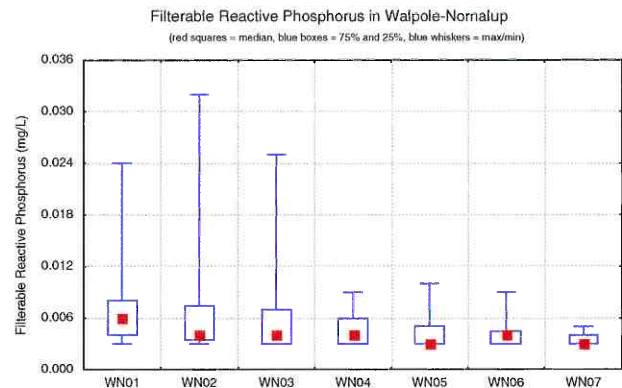 Filterable Reactive Phosphorus in Walpole-Nornalup
(red squares = median, blue boxes = 75% and 25%, blue whiskers = max/min)
Filterable Reactive Phosphorus (mg/L)
0.036
0.030
0.024
0.018
0.012
0.006
0.000
WN01 WN02 WN03 WN04 WN05 WN06 WN07